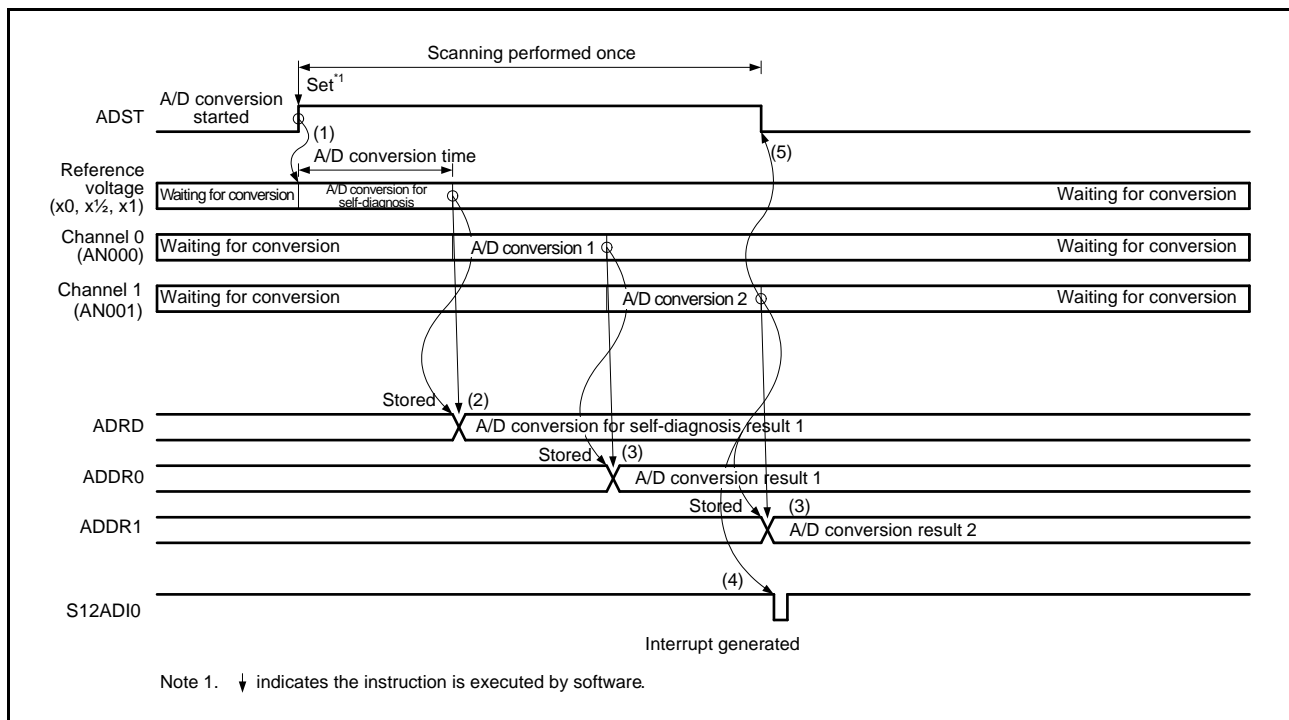 Scanning performed once
Set*1
A/D conversion
started
ADST
(1)
(5)
A/D conversion time
Reference
voltage
(x0, x½, x1)
Waiting for conversion
A/D conversion for
self-diagnosis
Waiting for conversion
Channel 0
(AN000)
Waiting for conversion
A/D conversion 1
Waiting for conversion
Channel 1
(AN001)
Waiting for conversion
A/D conversion 2
Waiting for conversion
Stored
(2)
ADRD
A/D conversion for self-diagnosis result 1
Stored
(3)
ADDR0
A/D conversion result 1
Stored
(3)
ADDR1
A/D conversion result 2
(4)
S12ADI0
Interrupt generated
Note 1. indicates the instruction is executed by software.